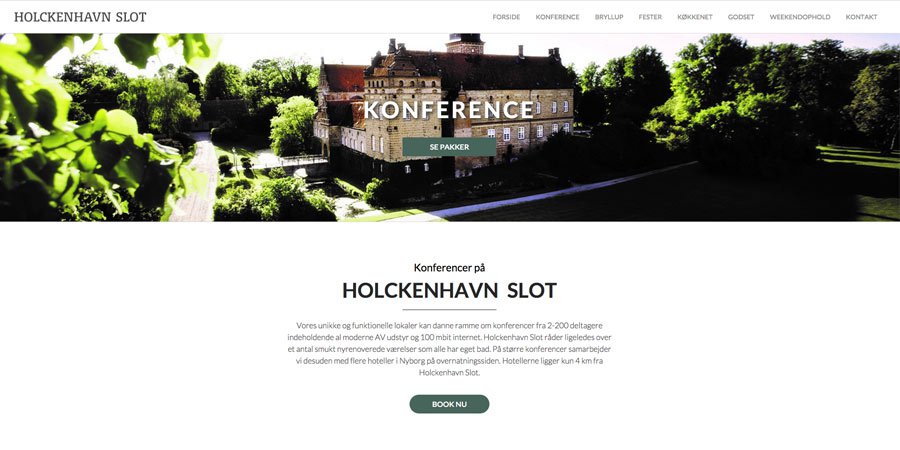 HOLCKENHAVN SLOT
FORSIDE KONFERENCE BRYLLUP FESTER KØKKENET GODSET WEEKENDOPHOLD KONTAKT
KONFERENCE
SE PAKKER
Konferencer på
HOLCKENHAVN SLOT
Vores unikke og funktionelle lokaler kan danne ramme om konferencer fra 2-200 deltagere
indeholdende al moderne AV udstyr og 100 mbit internet. Holckenhavn Slot råder ligeledes over
et antal smukt nyrenoverede værelser som alle har eget bad. På større konferencer samarbejder
vi desuden med flere hoteller i Nyborg på overnatningssiden. Hotellerne ligger kun 4 km fra
Holckenhavn Slot.
BOOK NU